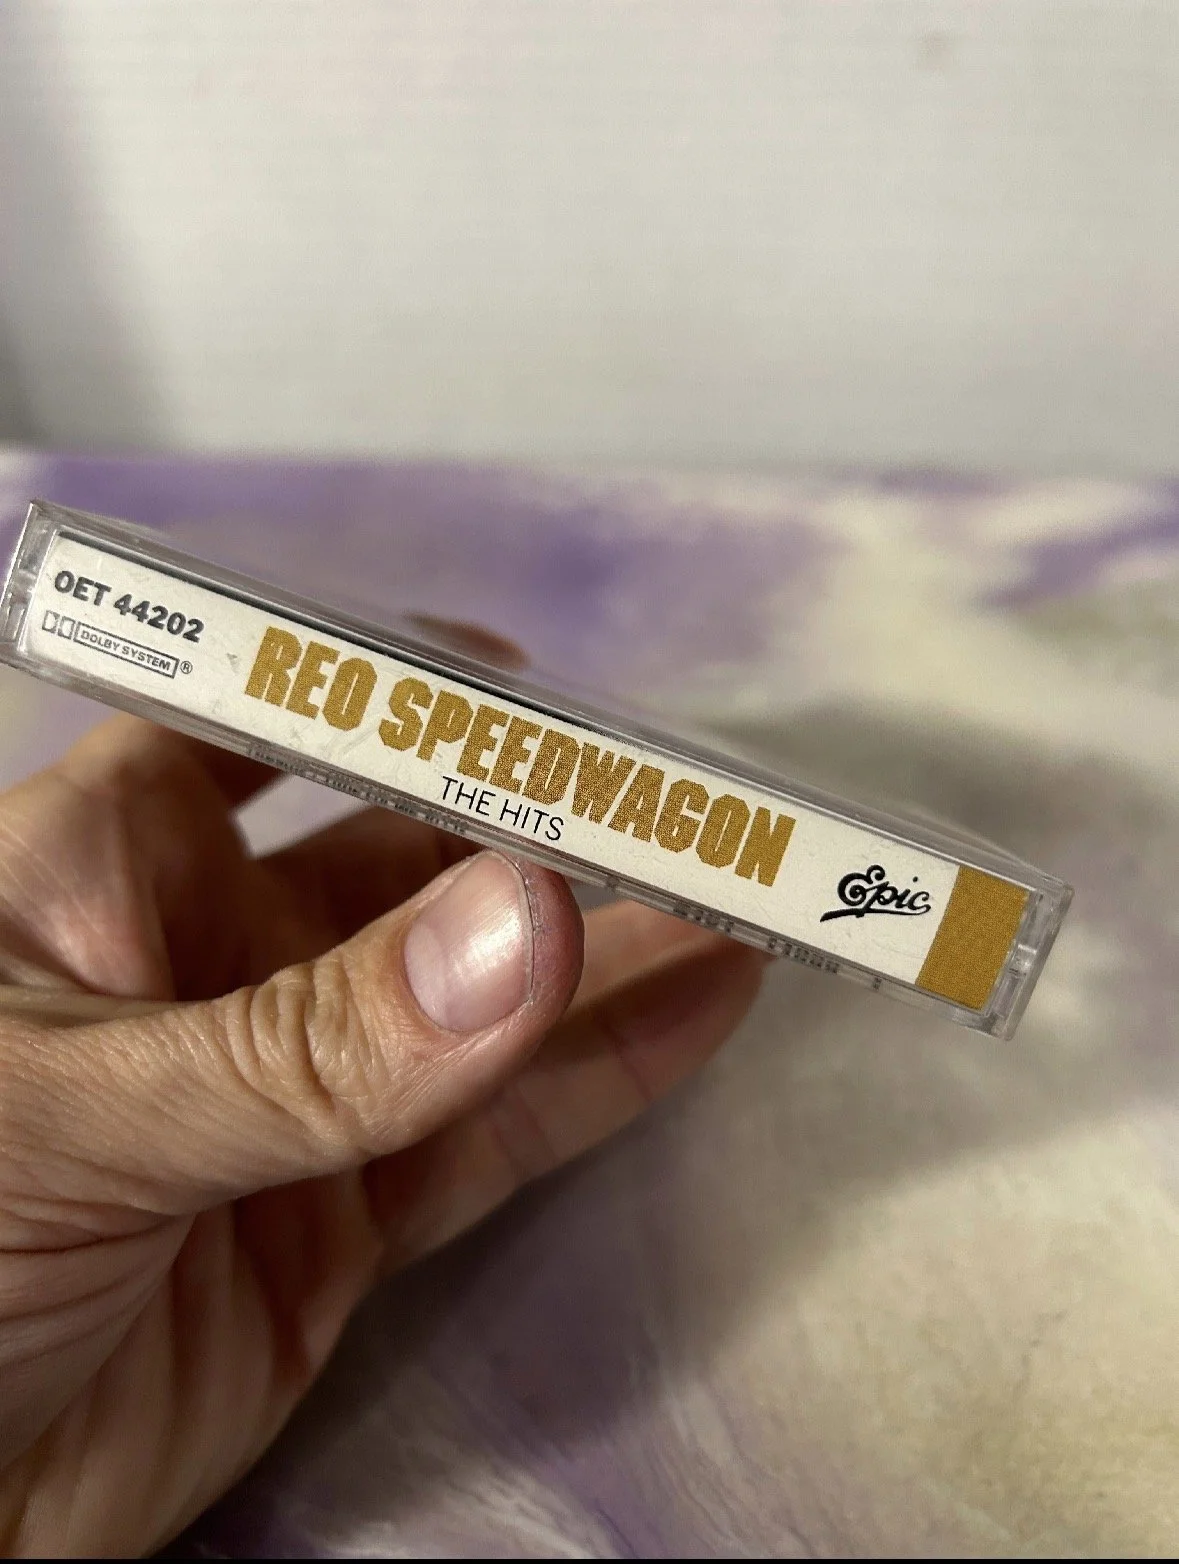 OET 44202
DOLBY SYSTEM ®
REO SPEEDWAGON
THE HITS
Epic